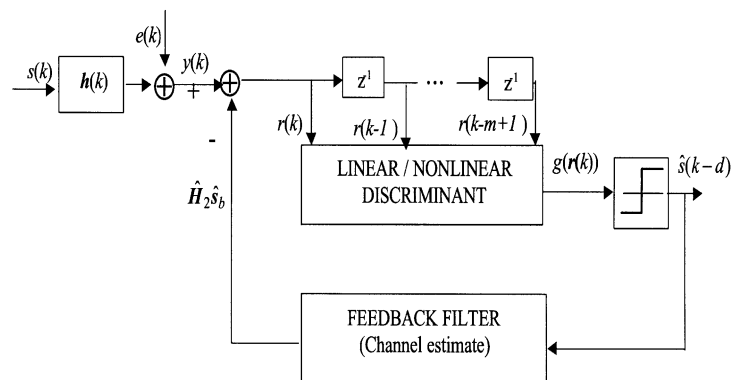 e(k)
s(k)
h(k)
y(k)
+
+
+
-
z¹
...
z¹
r(k)
r(k-1)
r(k-m+1)
LINEAR / NONLINEAR
DISCRIMINANT
g(r(k))
ŝ(k – d)
Ĥ₂ŝ_b
FEEDBACK FILTER
(Channel estimate)